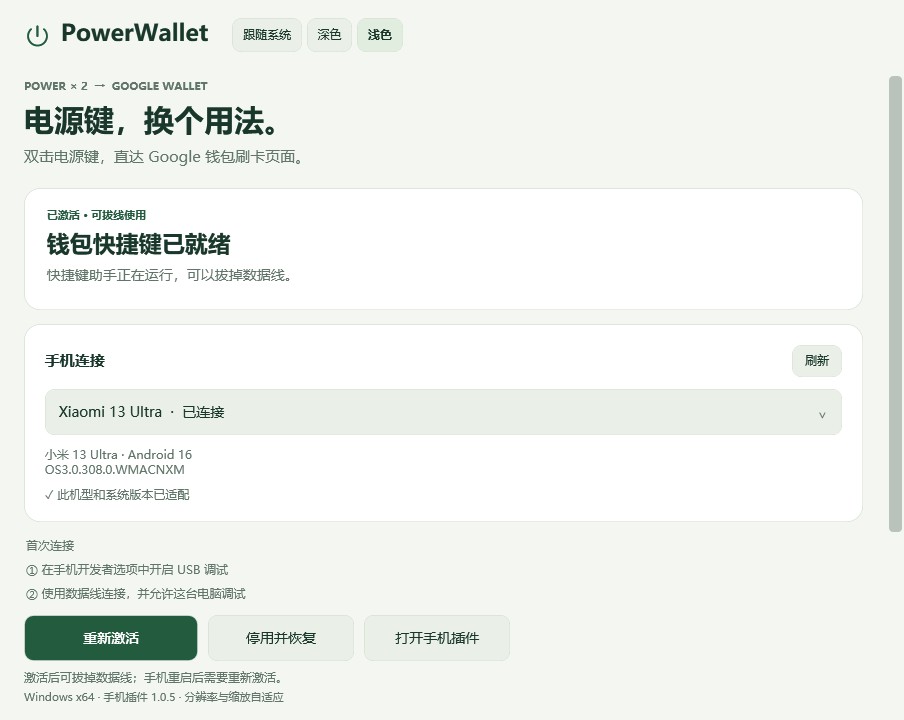 PowerWallet
跟随系统 深色 浅色
POWER × 2 → GOOGLE WALLET
电源键，换个用法。
双击电源键，直达 Google 钱包刷卡页面。
已激活 • 可拔线使用
钱包快捷键已就绪
快捷键助手正在运行，可以拔掉数据线。
手机连接
刷新
Xiaomi 13 Ultra · 已连接
小米 13 Ultra · Android 16
OS3.0.308.0.WMACNXM
✓ 此机型和系统版本已适配
首次连接
① 在手机开发者选项中开启 USB 调试
② 使用数据线连接，并允许这台电脑调试
重新激活 停用并恢复 打开手机插件
激活后可拔掉数据线；手机重启后需要重新激活。
Windows x64 · 手机插件 1.0.5 · 分辨率与缩放自适应